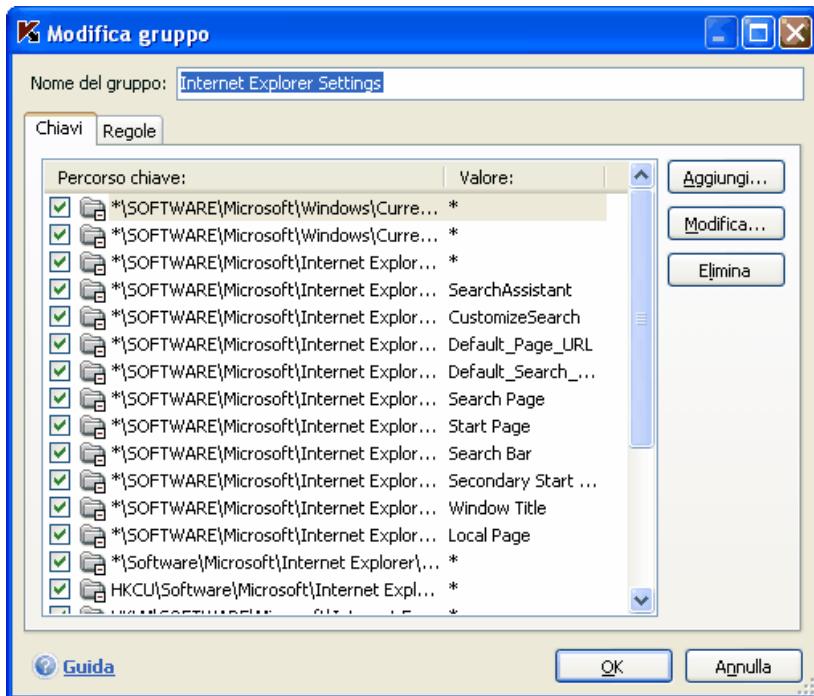 Modifica gruppo
Nome del gruppo: Internet Explorer Settings
Chiavi Regole
Percorso chiave: Valore:
*\SOFTWARE\Microsoft\Windows\Curre... *
*\SOFTWARE\Microsoft\Windows\Curre... *
*\SOFTWARE\Microsoft\Internet Explor... *
*\SOFTWARE\Microsoft\Internet Explor... SearchAssistant
*\SOFTWARE\Microsoft\Internet Explor... CustomizeSearch
*\SOFTWARE\Microsoft\Internet Explor... Default_Page_URL
*\SOFTWARE\Microsoft\Internet Explor... Default_Search_...
*\SOFTWARE\Microsoft\Internet Explor... Search Page
*\SOFTWARE\Microsoft\Internet Explor... Start Page
*\SOFTWARE\Microsoft\Internet Explor... Search Bar
*\SOFTWARE\Microsoft\Internet Explor... Secondary Start ...
*\SOFTWARE\Microsoft\Internet Explor... Window Title
*\SOFTWARE\Microsoft\Internet Explor... Local Page
*\Software\Microsoft\Internet Explorer\... *
HKCU\Software\Microsoft\Internet Expl... *
Aggiungi...
Modifica...
Elimina
Guida
OK
Annulla